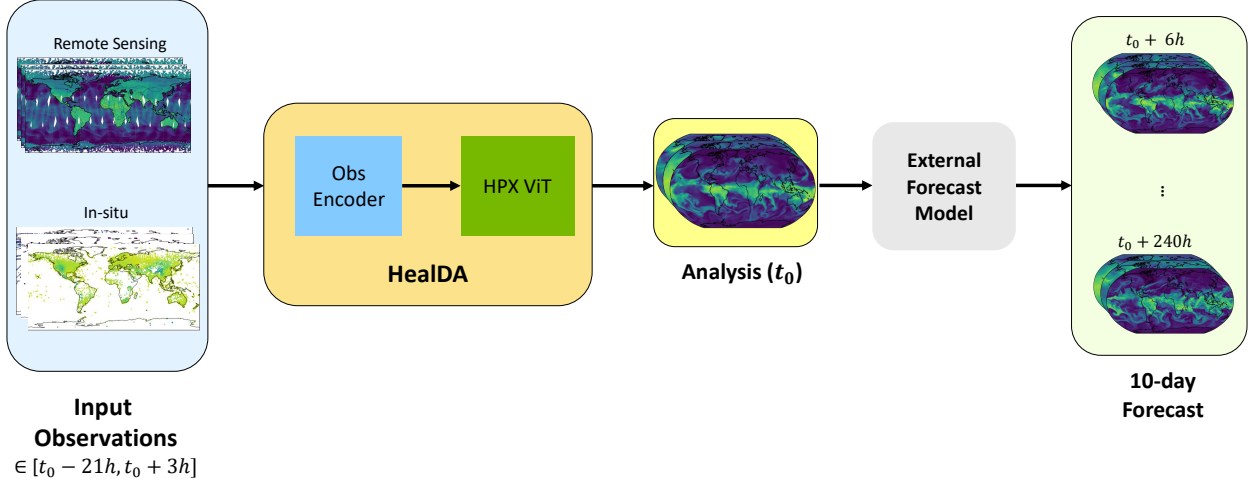 Remote Sensing
In-situ
Input
Observations
∈ [t₀ − 21h, t₀ + 3h]
Obs
Encoder
HPX ViT
HealDA
Analysis (t₀)
External
Forecast
Model
t₀ + 6h
⋮
t₀ + 240h
10-day
Forecast